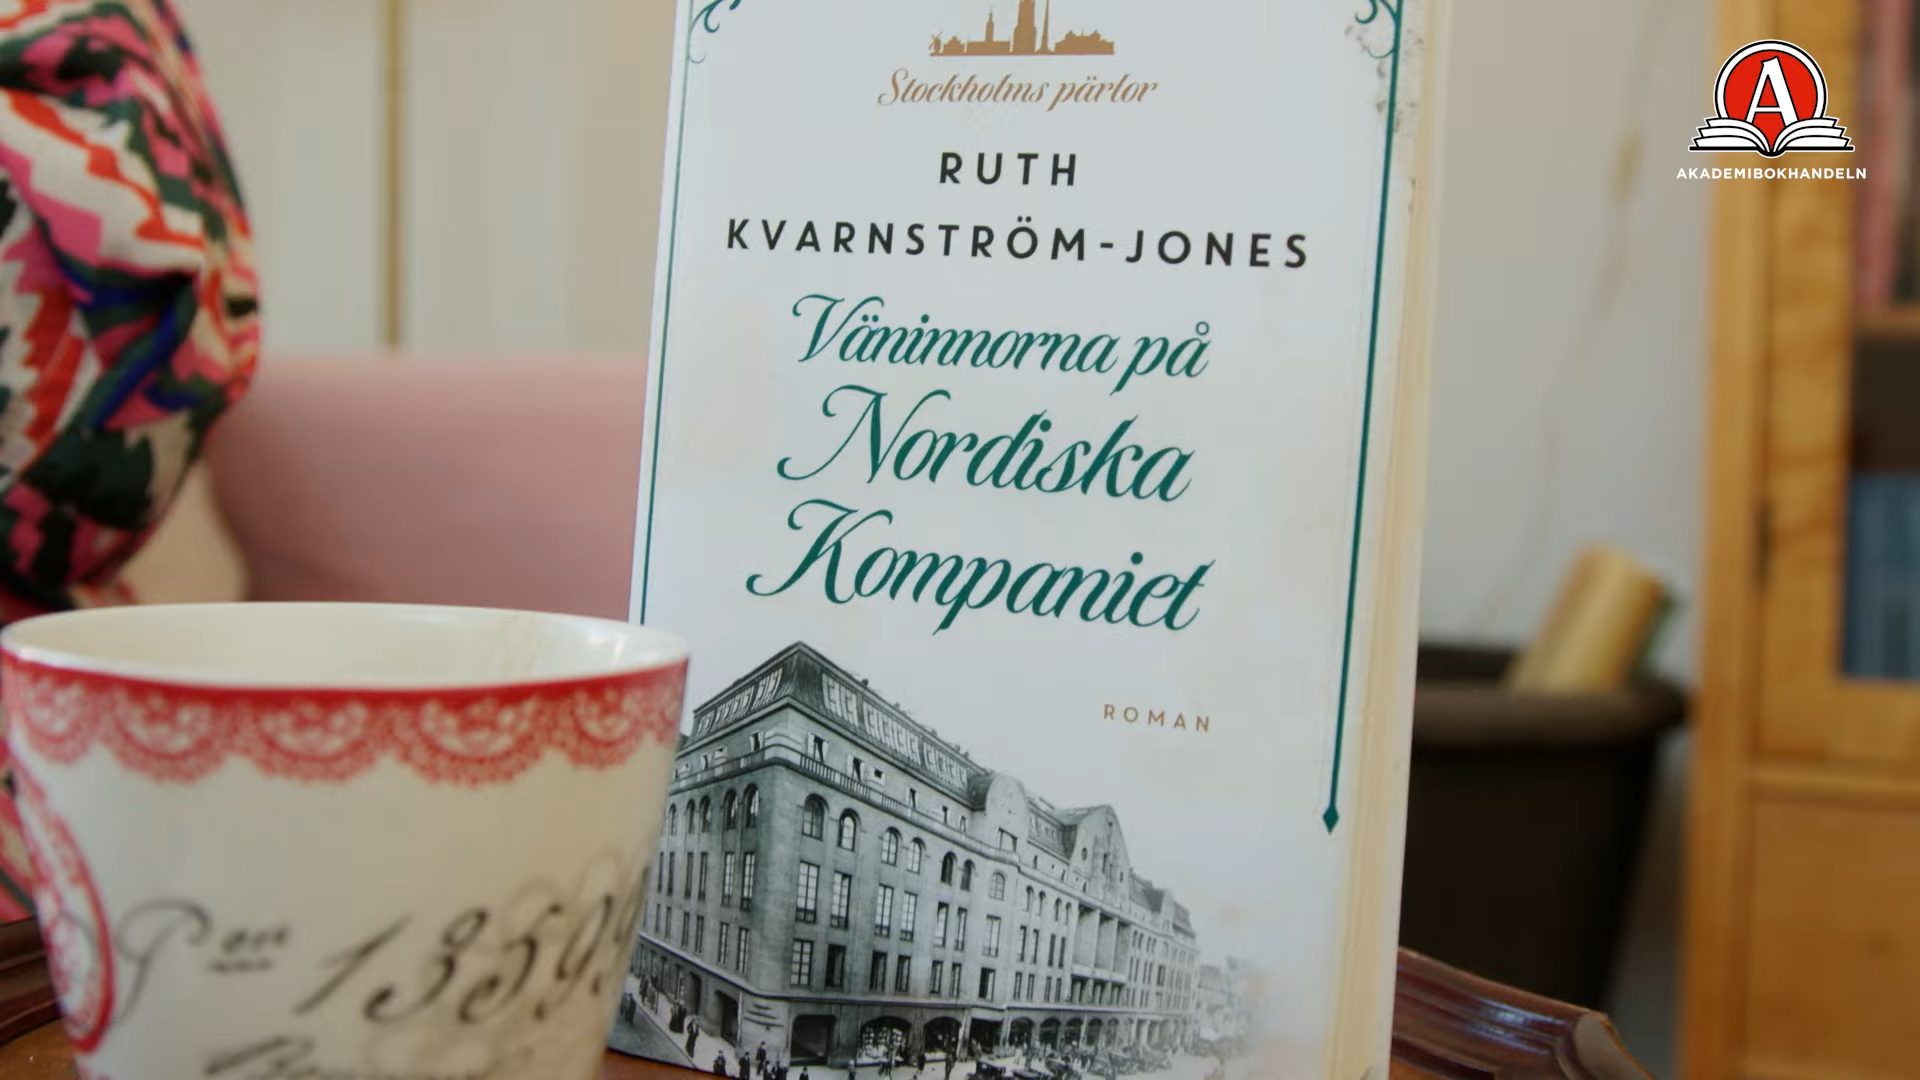 Stockholms pärlor
RUTH
KVARNSTRÖM-JONES
Väninnorna på
Nordiska
Kompaniet
ROMAN
A
AKADEMIBOKHANDELN